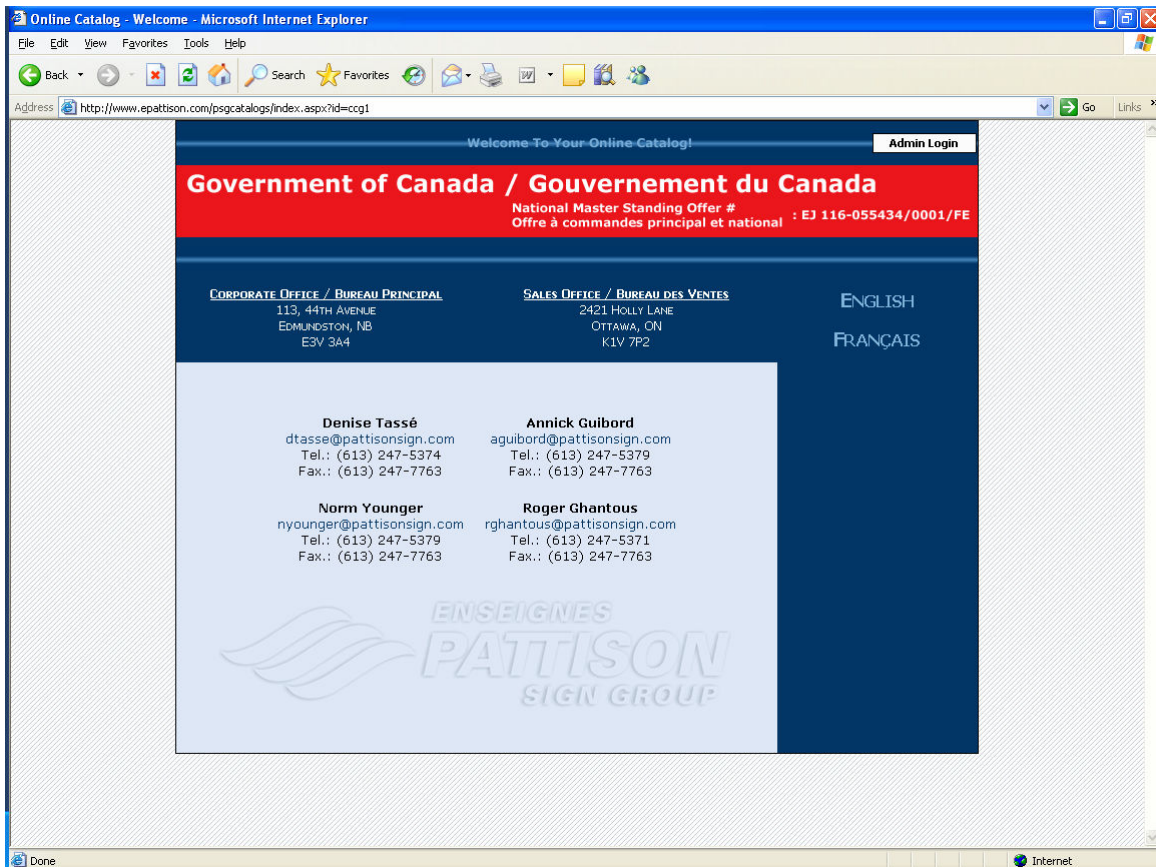 Online Catalog - Welcome - Microsoft Internet Explorer
File Edit View Favorites Tools Help
Back Search Favorites
Address http://www.epattison.com/psgcatalogs/index.aspx?id=ccg1 Go Links »
Welcome To Your Online Catalog!
Admin Login
Government of Canada / Gouvernement du Canada
National Master Standing Offer #
Offre à commandes principal et national
: EJ 116-055434/0001/FE
Corporate Office / Bureau Principal
113, 44th Avenue
Edmundston, NB
E3V 3A4
Sales Office / Bureau des Ventes
2421 Holly Lane
Ottawa, ON
K1V 7P2
English
Français
Denise Tassé
dtasse@pattisonsign.com
Tel.: (613) 247-5374
Fax.: (613) 247-7763
Annick Guibord
aguibord@pattisonsign.com
Tel.: (613) 247-5379
Fax.: (613) 247-7763
Norm Younger
nyounger@pattisonsign.com
Tel.: (613) 247-5379
Fax.: (613) 247-7763
Roger Ghantous
rghantous@pattisonsign.com
Tel.: (613) 247-5371
Fax.: (613) 247-7763
ENSEIGNES
PATTISON
SIGN GROUP
Done
Internet